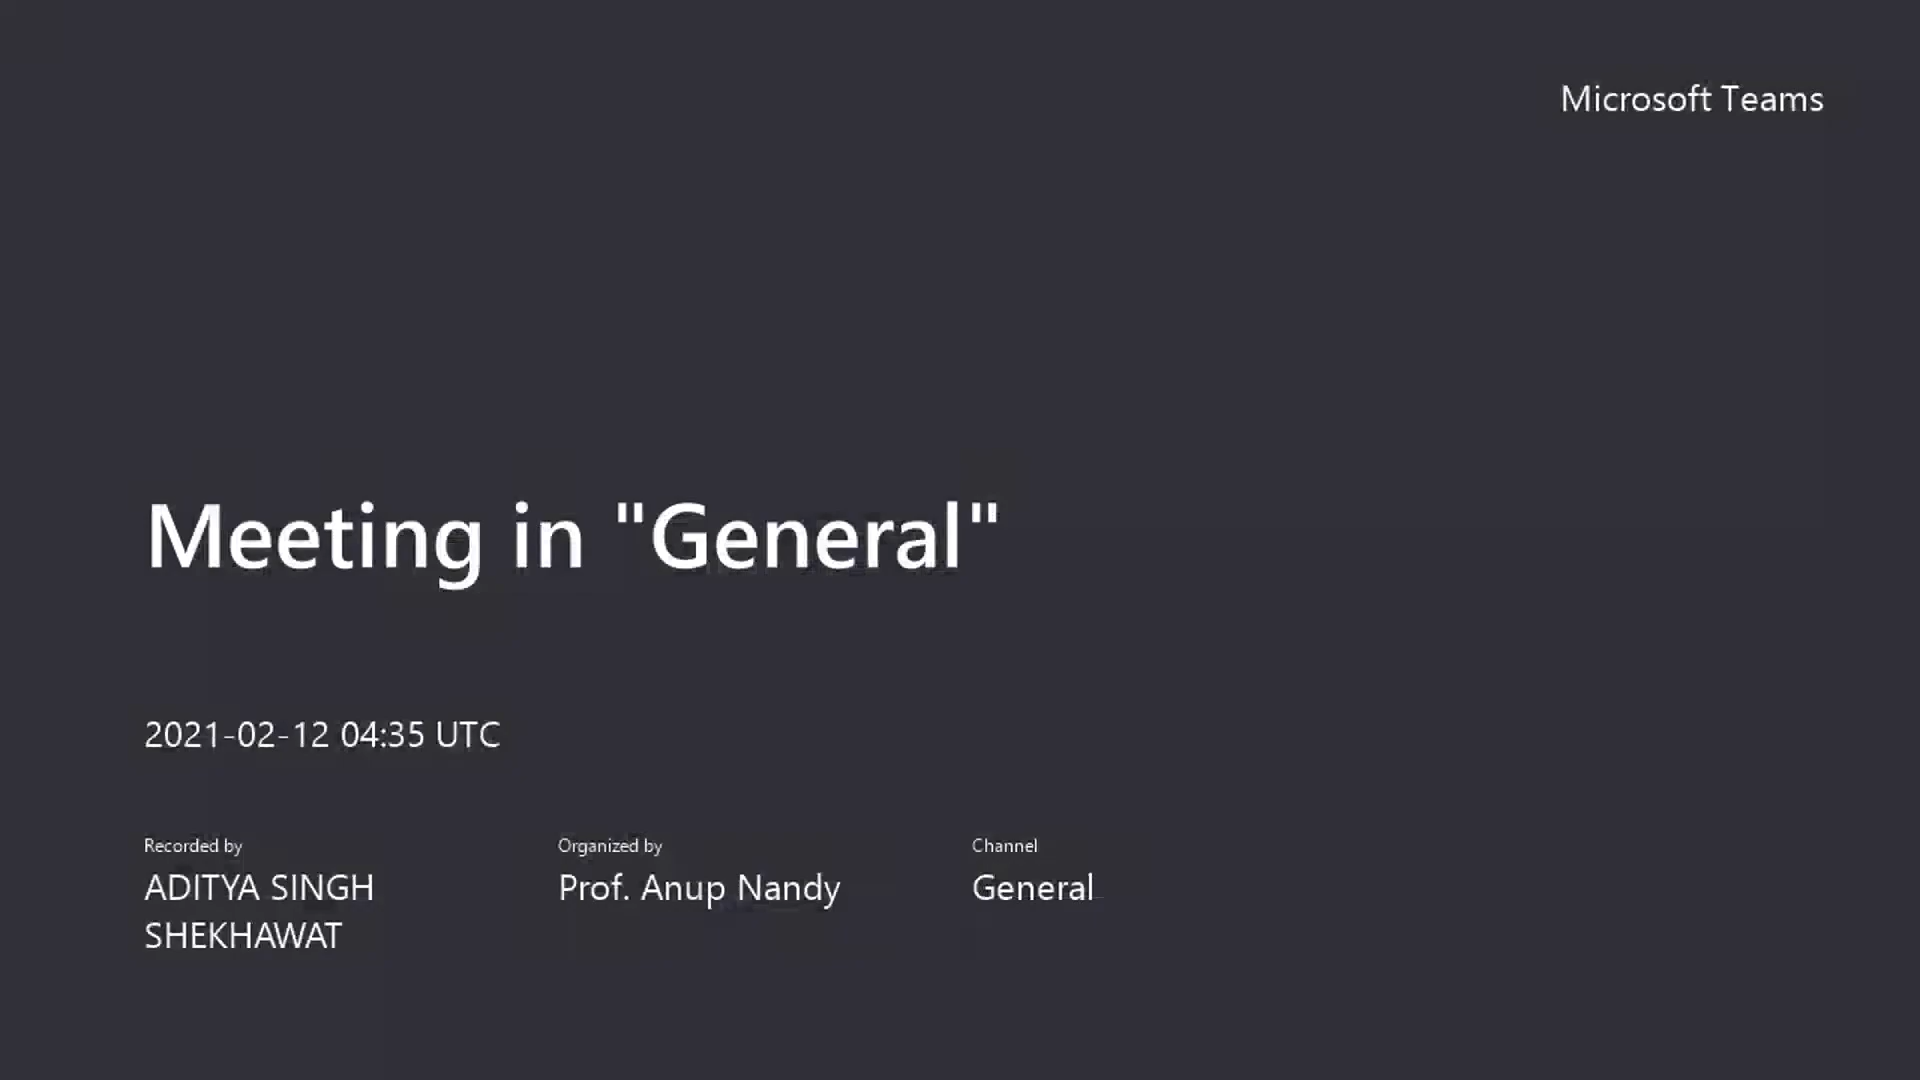 Microsoft Teams
Meeting in "General"
2021-02-12 04:35 UTC
Recorded by
ADITYA SINGH
SHEKHAWAT
Organized by
Prof. Anup Nandy
Channel
General